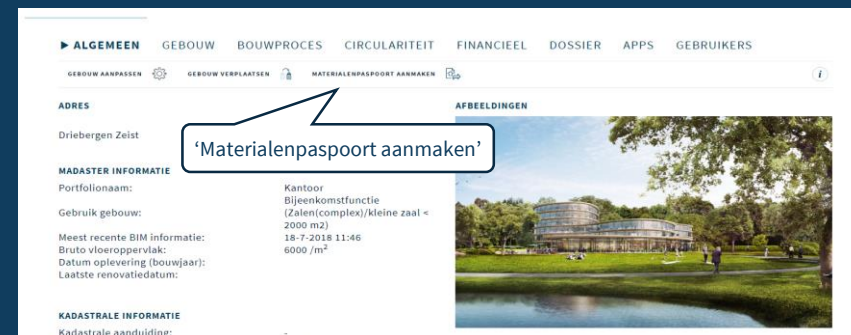 ▶ ALGEMEEN GEBOUW BOUWPROCES CIRCULARITEIT FINANCIEEL DOSSIER APPS GEBRUIKERS
GEBOUW AANPASSEN GEBOUW VERPLAATSEN MATERIALENPASPOORT AANMAKEN i
ADRES
Driebergen Zeist
'Materialenpaspoort aanmaken'
MADASTER INFORMATIE
Portfolionaam: Kantoor
Gebruik gebouw: Bijeenkomstfunctie
(Zalen(complex)/kleine zaal <
2000 m2)
Meest recente BIM informatie: 18-7-2018 11:46
Bruto vloeroppervlak: 6000 /m²
Datum oplevering (bouwjaar):
Laatste renovatiedatum:
KADASTRALE INFORMATIE
Kadastrale aanduiding: -
AFBEELDINGEN